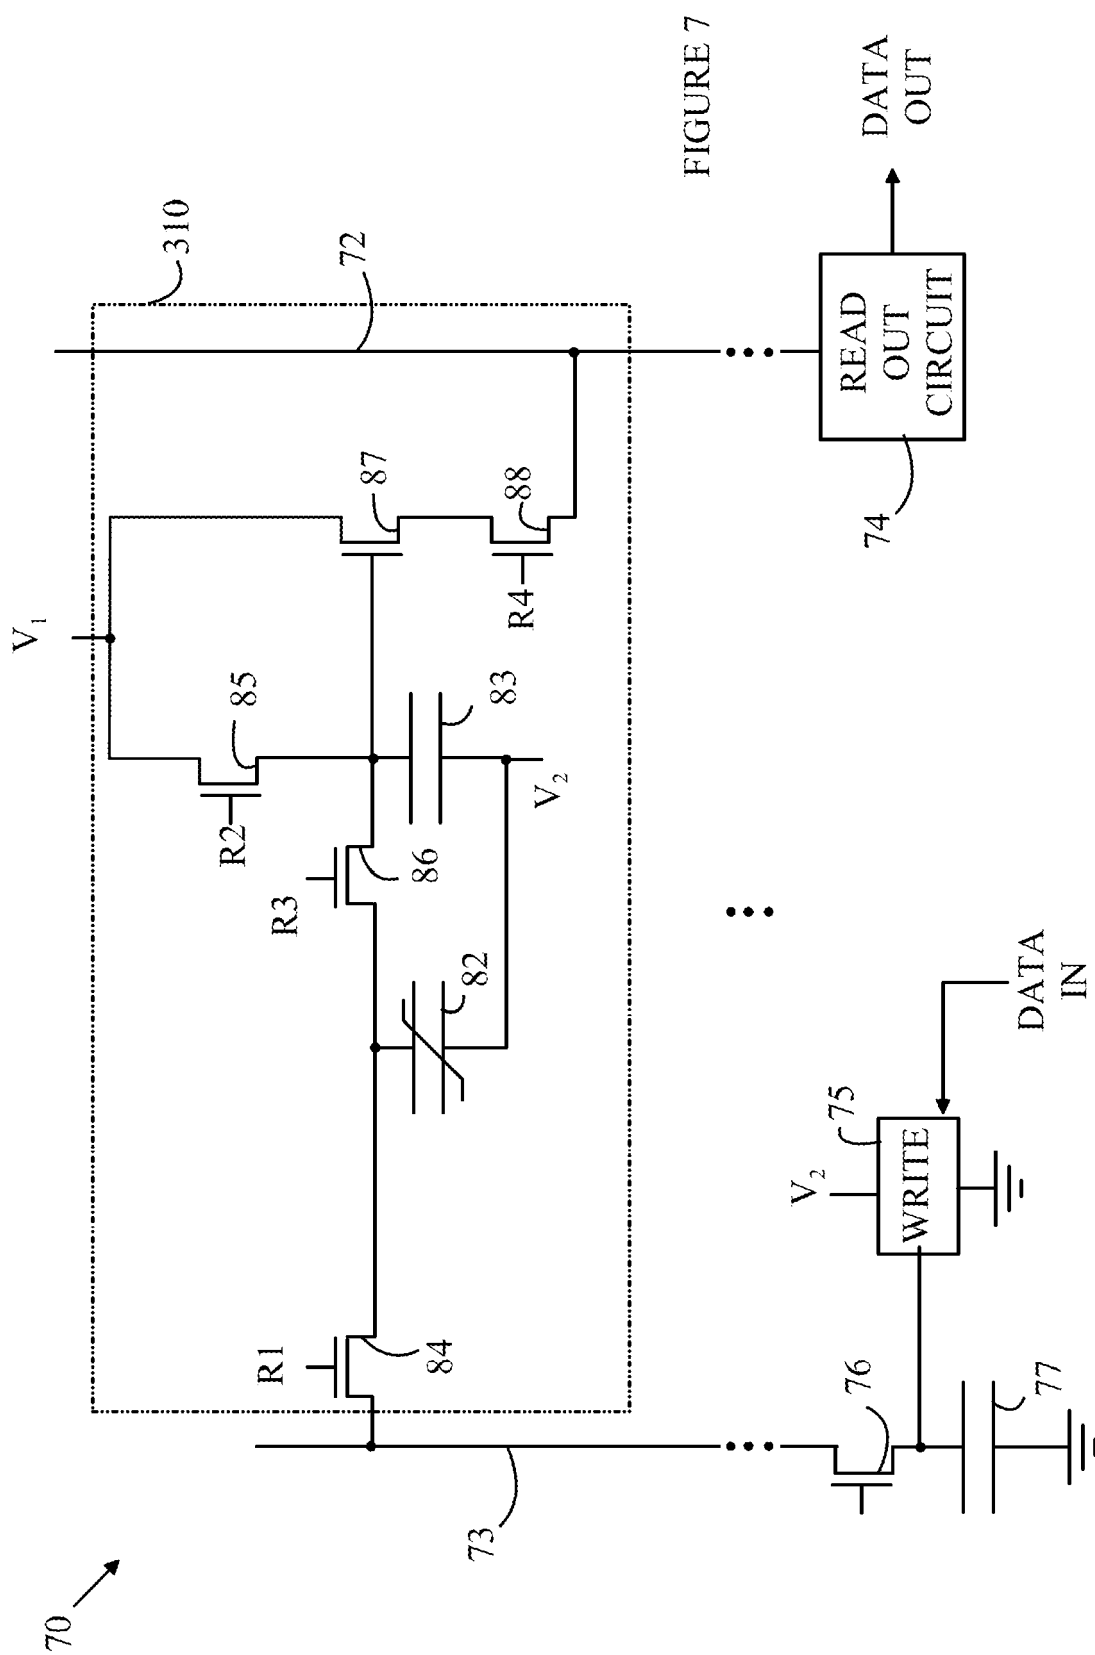 70
V1
310
R2
85
R3
86
87
72
R1
84
82
83
88
R4
V2
73
FIGURE 7
76
77
V2
75
WRITE
DATA
IN
74
READ
OUT
CIRCUIT
DATA
OUT